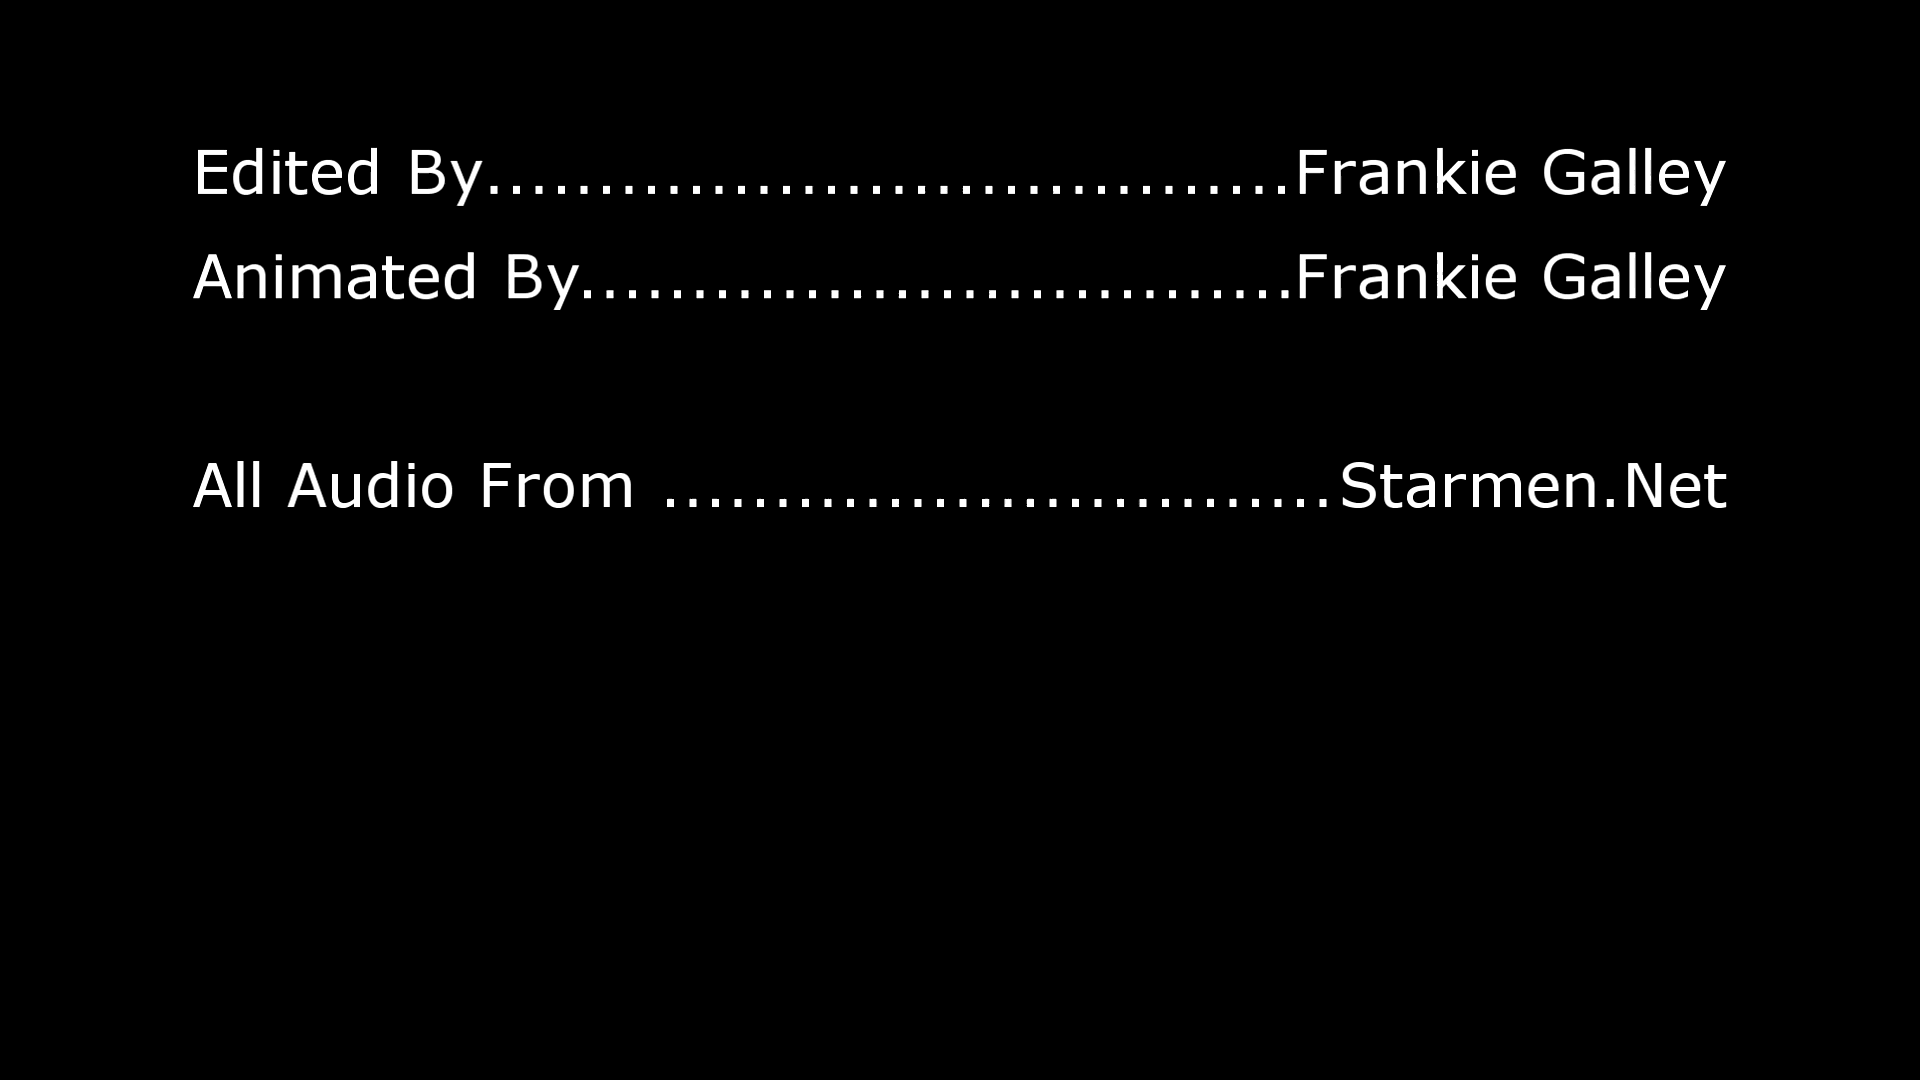 Edited By....................................Frankie Galley
Animated By................................Frankie Galley
All Audio From ..............................Starmen.Net